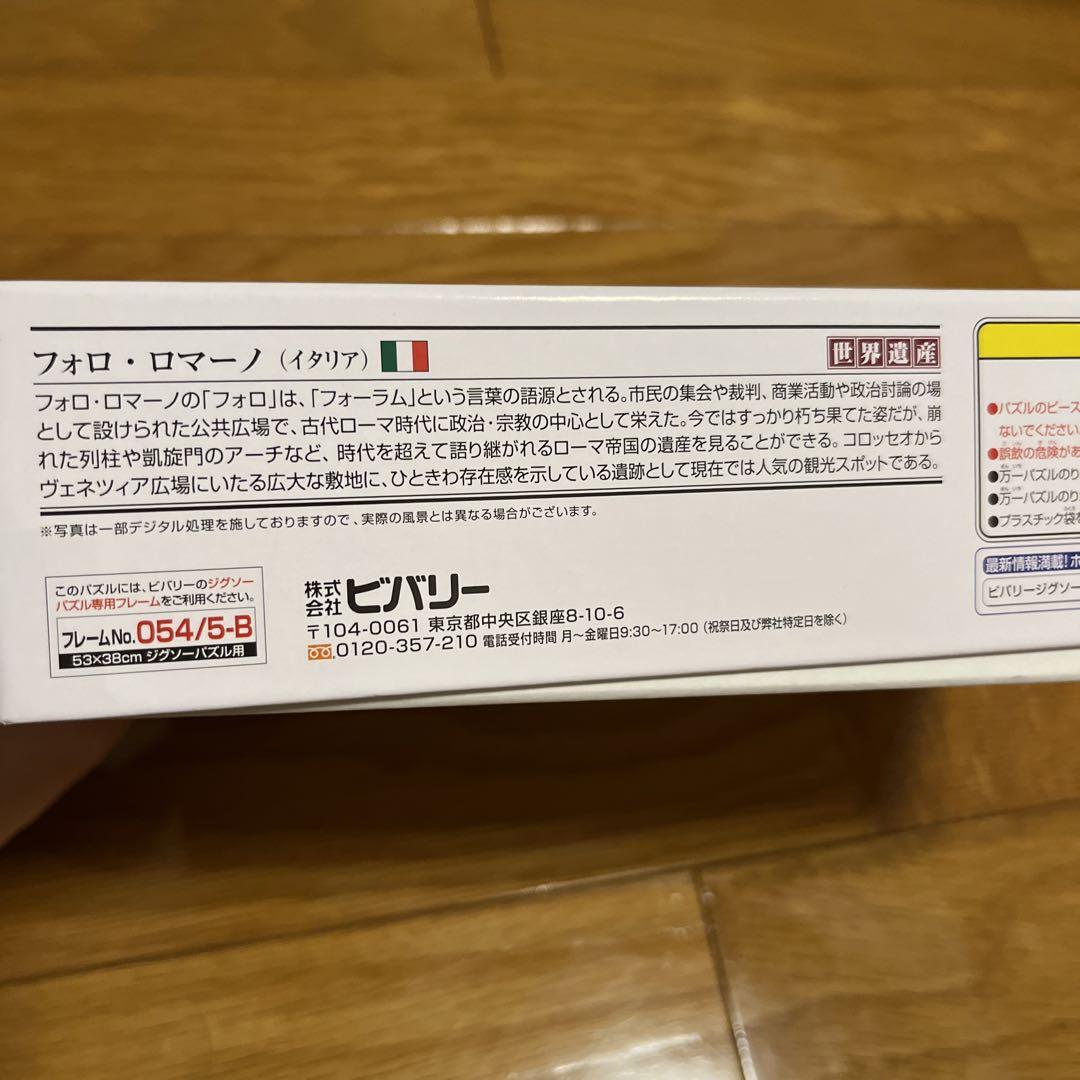 フォロ・ロマーノ（イタリア）
世界遺産
フォロ・ロマーノの「フォロ」は、「フォーラム」という言葉の語源とされる。市民の集会や裁判、商業活動や政治討論の場
として設けられた公共広場で、古代ローマ時代に政治・宗教の中心として栄えた。今ではすっかり朽ち果てた姿だが、崩
れた列柱や凱旋門のアーチなど、時代を超えて語り継がれるローマ帝国の遺産を見ることができる。コロッセオから
ヴェネツィア広場にいたる広大な敷地に、ひときわ存在感を示している遺跡として現在では人気の観光スポットである。
※写真は一部デジタル処理を施しておりますので、実際の風景とは異なる場合がございます。
このパズルには、ビバリーのジグソー
パズル専用フレームをご利用ください。
フレームNo.054/5-B
53×38cm ジグソーパズル用
株式会社ビバリー
〒104-0061 東京都中央区銀座8-10-6
0120-357-210 電話受付時間 月〜金曜日9:30〜17:00（祝祭日及び弊社特定日を除く）
●パズルのピース
ないでください
●誤飲の危険があ
●万一パズルのり
●万一パズルのり
●プラスチック袋
最新情報満載!ホ
ビバリージグソー